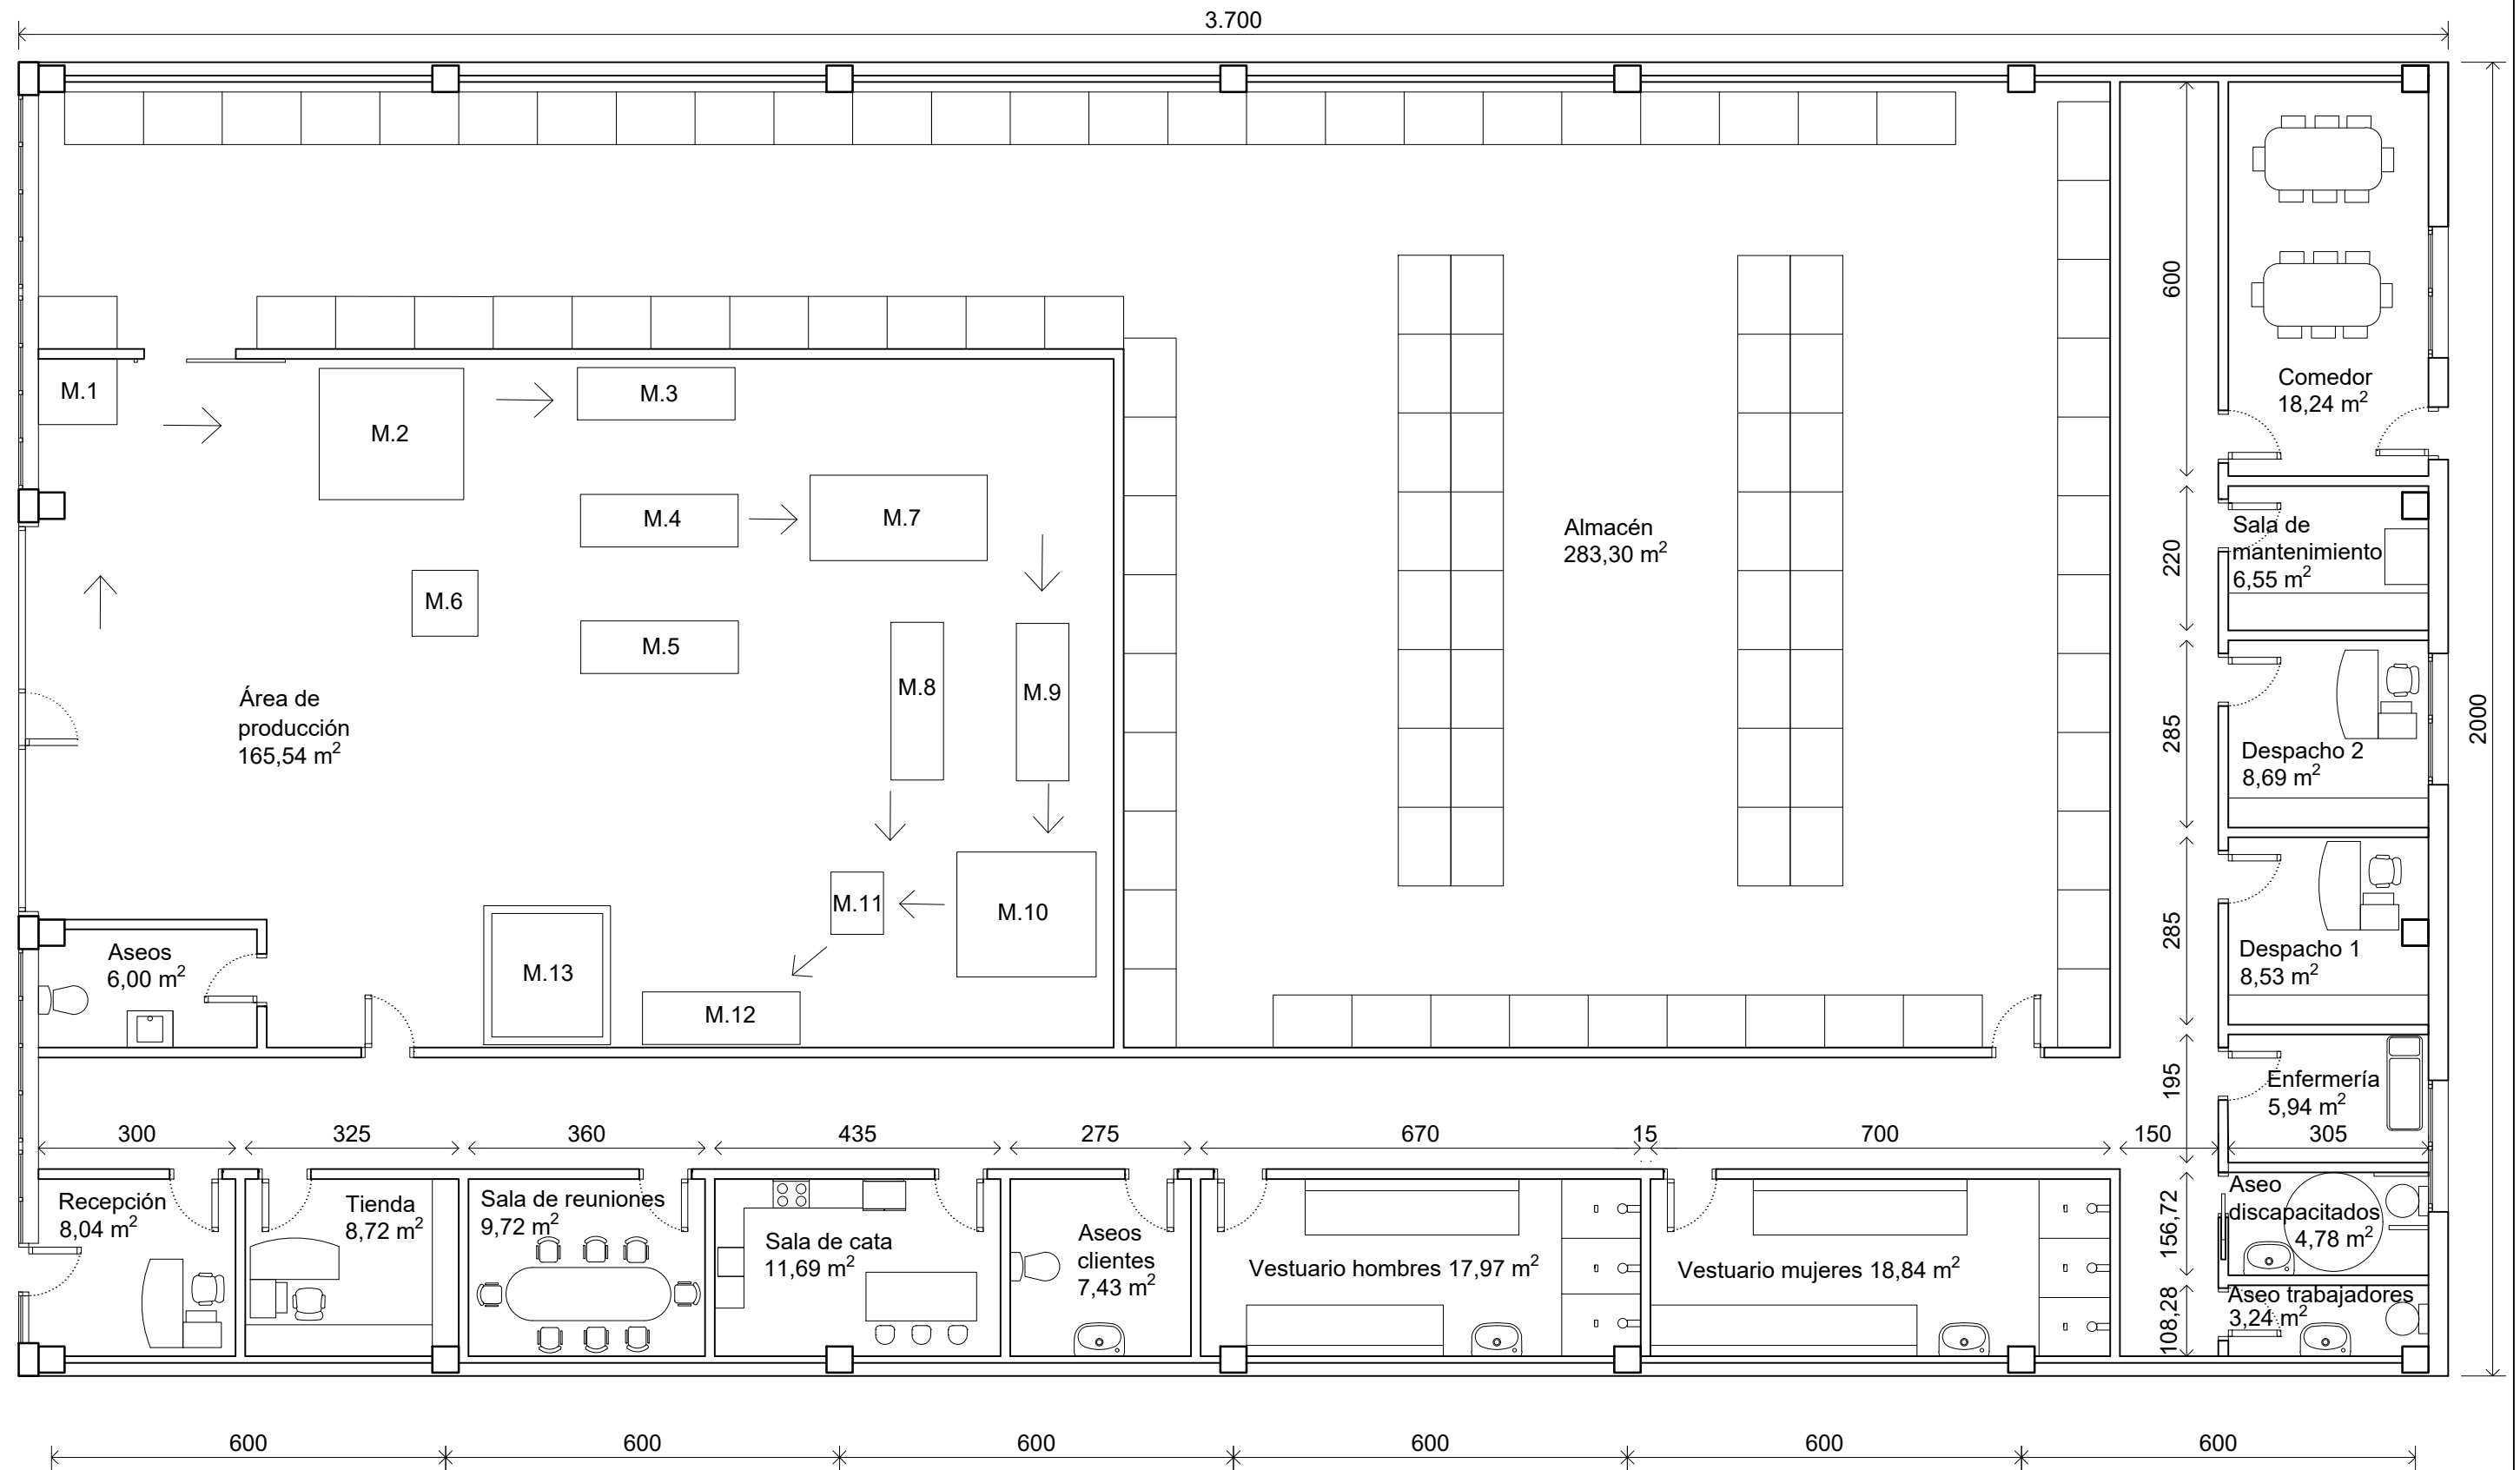 3.700
M.1
M.2
M.3
M.4
M.7
M.6
M.5
M.8
M.9
M.10
M.11
M.12
M.13
Área de
producción
165,54 m²
Almacén
283,30 m²
Aseos
6,00 m²
600
220
285
285
195
156,72
108,28
2000
Comedor
18,24 m²
Sala de
mantenimiento
6,55 m²
Despacho 2
8,69 m²
Despacho 1
8,53 m²
Enfermería
5,94 m²
300
325
360
435
275
670
15
700
150
305
Recepción
8,04 m²
Tienda
8,72 m²
Sala de reuniones
9,72 m²
Sala de cata
11,69 m²
Aseos
clientes
7,43 m²
Vestuario hombres 17,97 m²
Vestuario mujeres 18,84 m²
Aseo
discapacitados
4,78 m²
Aseo trabajadores
3,24 m²
600
600
600
600
600
600